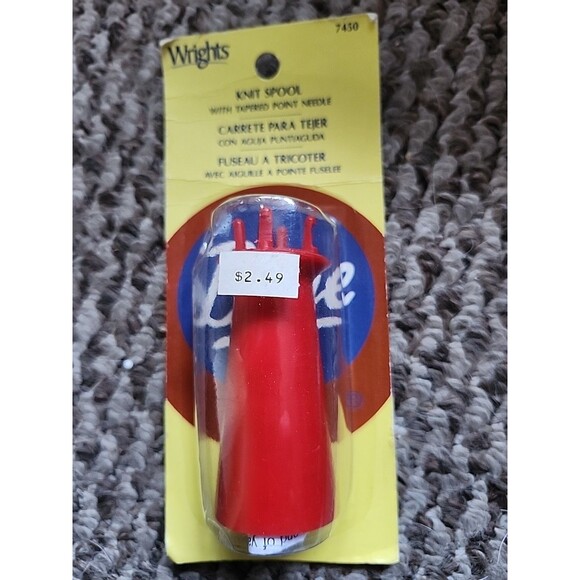 Wrights
7450
KNIT SPOOL
WITH TAPERED POINT NEEDLE
CARRETE PARA TEJER
CON AGUJA PUNTIAGUDA
FUSEAU A TRICOTER
AVEC AIGUILLE A POINTE FUSELEE
$2.49
®
of